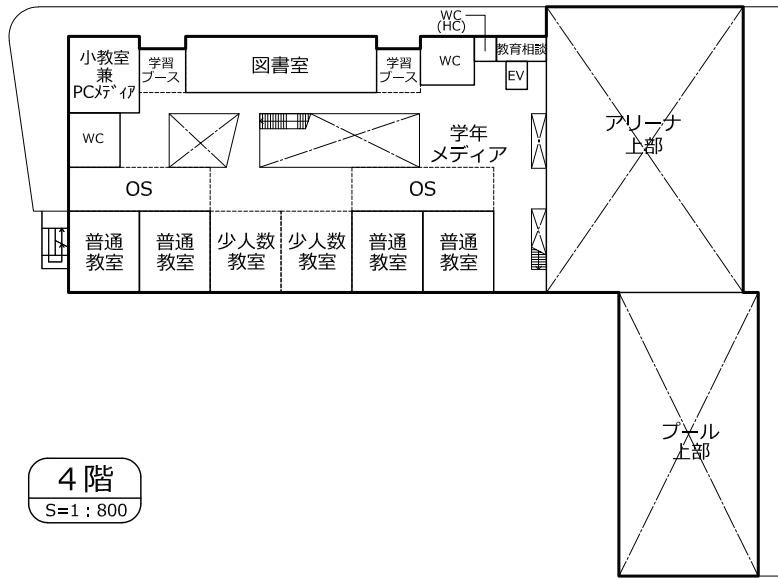 WC
(HC)
小教室
兼
PCﾒﾃﾞｨｱ
学習
ブース
図書室
学習
ブース
WC
教育相談
EV
WC
学年
メディア
アリーナ
上部
OS
OS
普通
教室
普通
教室
少人数
教室
少人数
教室
普通
教室
普通
教室
プール
上部
4階
S=1：800